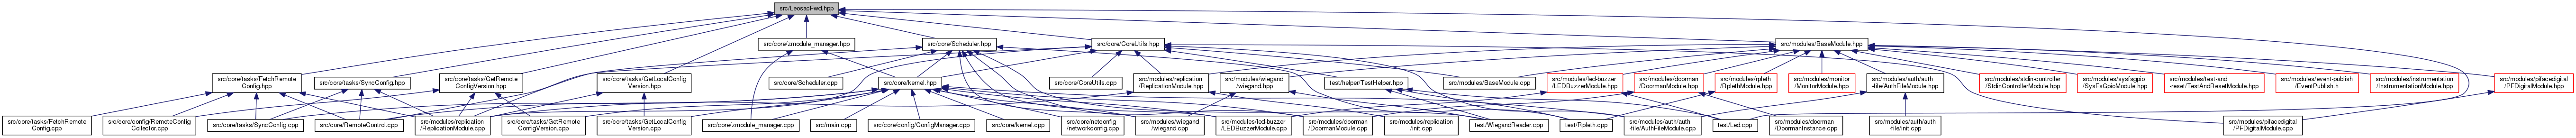 src/LeosacFwd.hpp
src/core/zmodule_manager.hpp
src/core/Scheduler.hpp
src/core/CoreUtils.hpp
src/modules/BaseModule.hpp
src/core/tasks/FetchRemote
Config.hpp
src/core/tasks/SyncConfig.hpp
src/core/tasks/GetRemote
ConfigVersion.hpp
src/core/tasks/GetLocalConfig
Version.hpp
src/core/Scheduler.cpp
src/core/kernel.hpp
src/core/CoreUtils.cpp
src/modules/replication
/ReplicationModule.hpp
src/modules/wiegand
/wiegand.hpp
test/helper/TestHelper.hpp
src/modules/BaseModule.cpp
src/modules/led-buzzer
/LEDBuzzerModule.hpp
src/modules/doorman
/DoormanModule.hpp
src/modules/rpleth
/RplethModule.hpp
src/modules/monitor
/MonitorModule.hpp
src/modules/auth/auth
-file/AuthFileModule.hpp
src/modules/stdin-controller
/StdinControllerModule.hpp
src/modules/sysfsgpio
/SysFsGpioModule.hpp
src/modules/test-and
-reset/TestAndResetModule.hpp
src/modules/event-publish
/EventPublish.h
src/modules/instrumentation
/InstrumentationModule.hpp
src/modules/pifacedigital
/PFDigitalModule.hpp
src/core/tasks/FetchRemote
Config.cpp
src/core/config/RemoteConfig
Collector.cpp
src/core/tasks/SyncConfig.cpp
src/core/RemoteControl.cpp
src/modules/replication
/ReplicationModule.cpp
src/core/tasks/GetRemote
ConfigVersion.cpp
src/core/tasks/GetLocalConfig
Version.cpp
src/core/zmodule_manager.cpp
src/main.cpp
src/core/config/ConfigManager.cpp
src/core/kernel.cpp
src/core/netconfig
/networkconfig.cpp
src/modules/wiegand
/wiegand.cpp
src/modules/led-buzzer
/LEDBuzzerModule.cpp
src/modules/doorman
/DoormanModule.cpp
src/modules/replication
/init.cpp
test/WiegandReader.cpp
test/Rpleth.cpp
src/modules/auth/auth
-file/AuthFileModule.cpp
test/Led.cpp
src/modules/doorman
/DoormanInstance.cpp
src/modules/auth/auth
-file/init.cpp
src/modules/pifacedigital
/PFDigitalModule.cpp